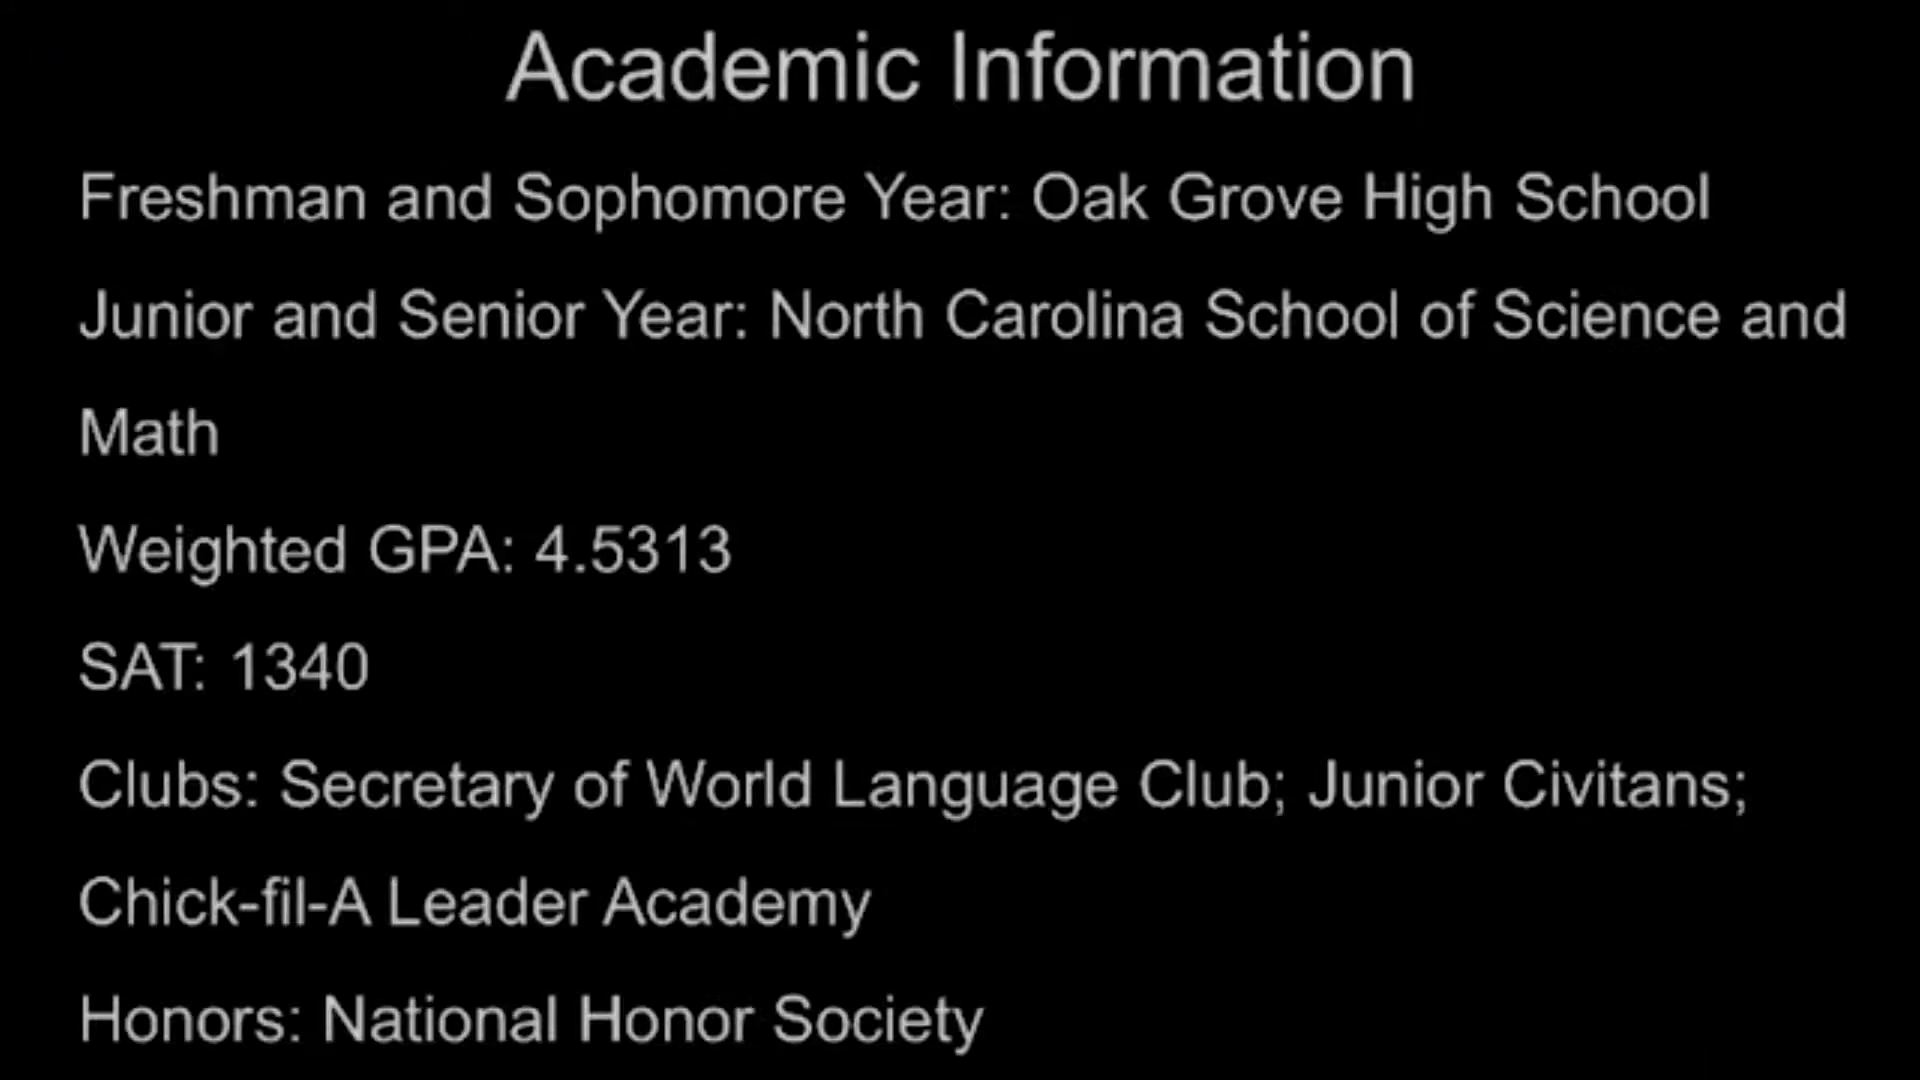 Academic Information
Freshman and Sophomore Year: Oak Grove High School
Junior and Senior Year: North Carolina School of Science and
Math
Weighted GPA: 4.5313
SAT: 1340
Clubs: Secretary of World Language Club; Junior Civitans;
Chick-fil-A Leader Academy
Honors: National Honor Society